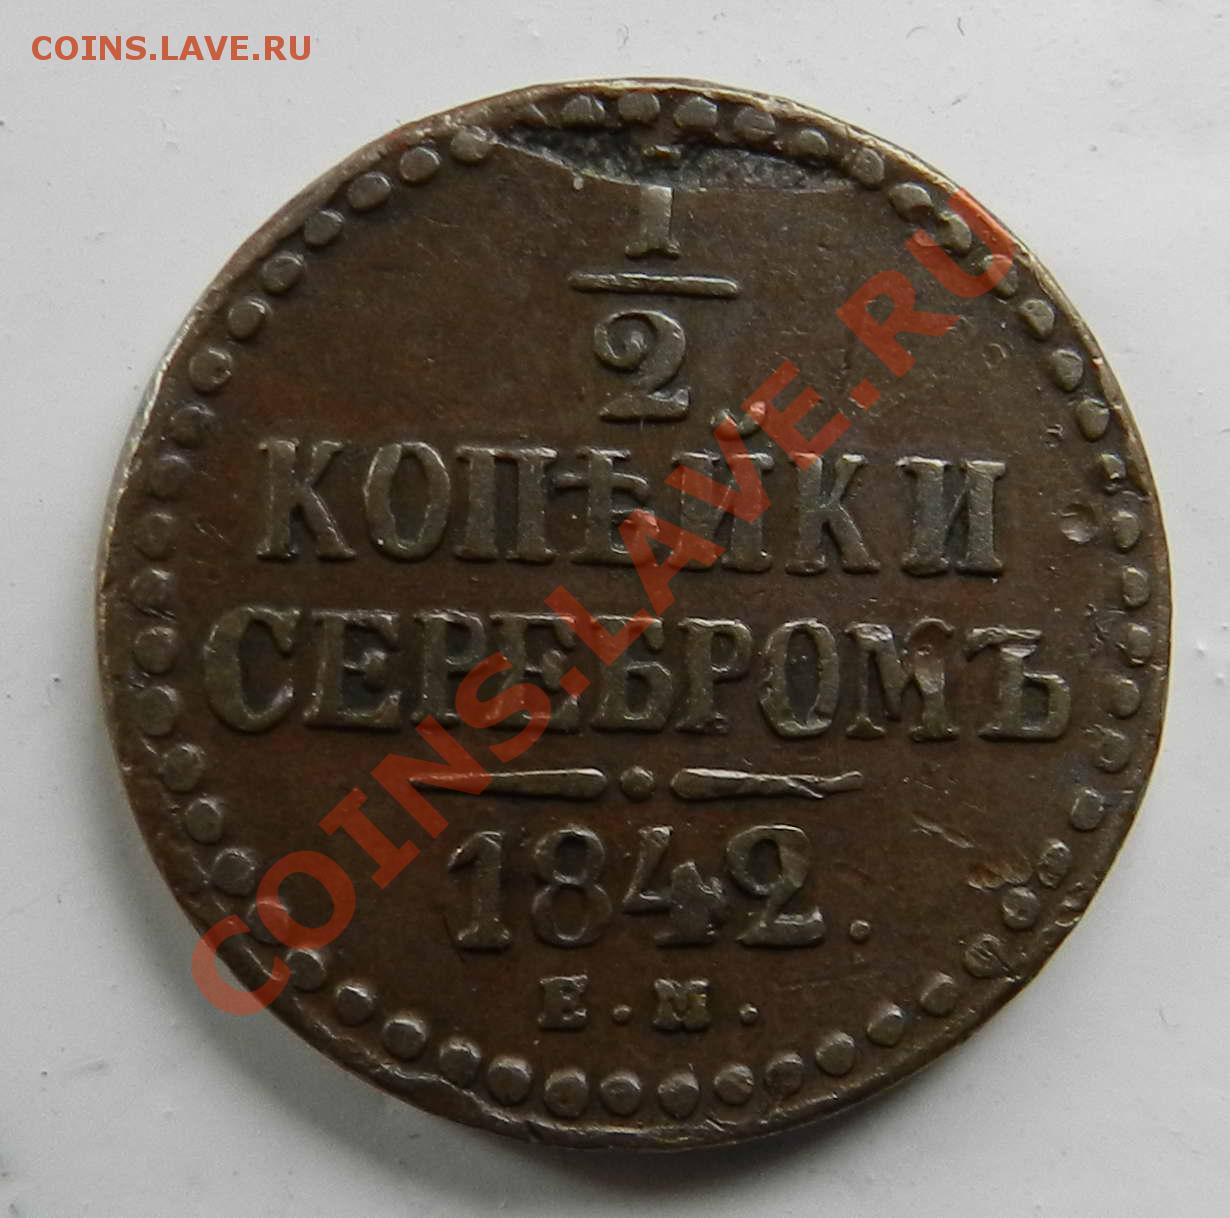 COINS.LAVE.RU
1
2
КОПѢЙКИ
СЕРЕБРОМЪ
1842.
Е.М.
COINS.LAVE.RU